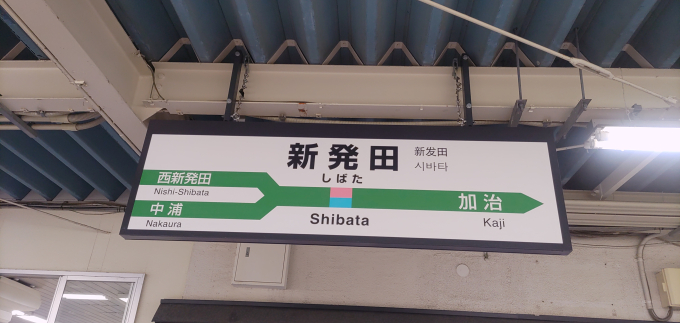 新発田
しばた
新发田
시바타
西新発田
Nishi-Shibata
中浦
Nakaura
Shibata
加治
Kaji